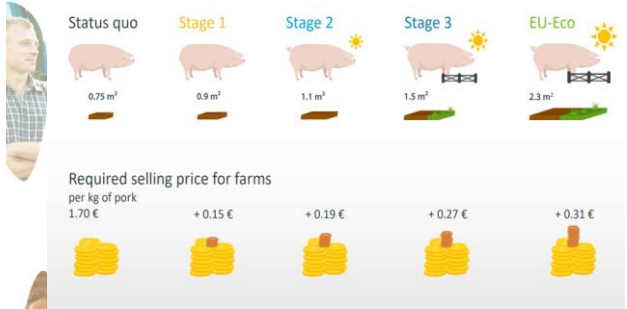 Status quo
Stage 1
Stage 2
Stage 3
EU-Eco
0.75 m²
0.9 m²
1.1 m²
1.5 m²
2.3 m²
Required selling price for farms
per kg of pork
1.70 €
+ 0.15 €
+ 0.19 €
+ 0.27 €
+ 0.31 €